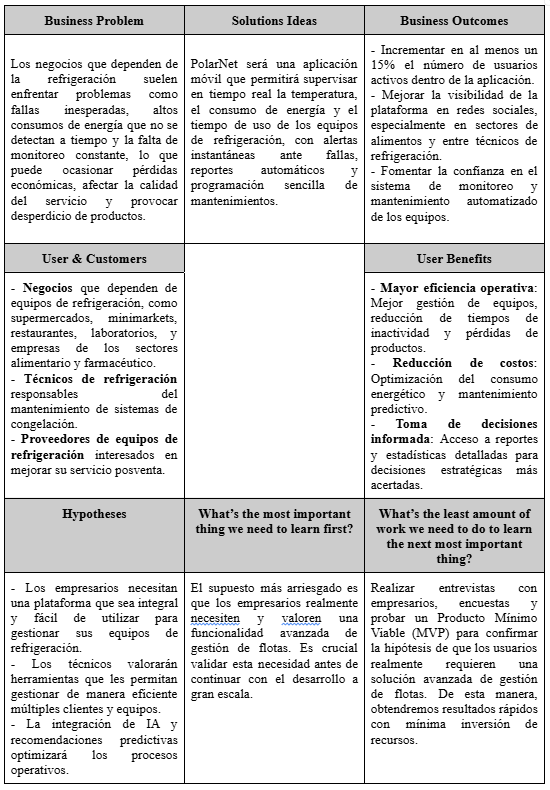 Business Problem
Solutions Ideas
Business Outcomes
Los negocios que dependen de
la refrigeración suelen
enfrentar problemas como
fallas inesperadas, altos
consumos de energía que no se
detectan a tiempo y la falta de
monitoreo constante, lo que
puede ocasionar pérdidas
económicas, afectar la calidad
del servicio y provocar
desperdicio de productos.
PolarNet será una aplicación
móvil que permitirá supervisar
en tiempo real la temperatura,
el consumo de energía y el
tiempo de uso de los equipos
de refrigeración, con alertas
instantáneas ante fallas,
reportes automáticos y
programación sencilla de
mantenimientos.
- Incrementar en al menos un
15% el número de usuarios
activos dentro de la aplicación.
- Mejorar la visibilidad de la
plataforma en redes sociales,
especialmente en sectores de
alimentos y entre técnicos de
refrigeración.
- Fomentar la confianza en el
sistema de monitoreo y
mantenimiento automatizado
de los equipos.
User & Customers
User Benefits
- Negocios que dependen de
equipos de refrigeración, como
supermercados, minimarkets,
restaurantes, laboratorios, y
empresas de los sectores
alimentario y farmacéutico.
- Técnicos de refrigeración
responsables del
mantenimiento de sistemas de
congelación.
- Proveedores de equipos de
refrigeración interesados en
mejorar su servicio posventa.
- Mayor eficiencia operativa:
Mejor gestión de equipos,
reducción de tiempos de
inactividad y pérdidas de
productos.
- Reducción de costos:
Optimización del consumo
energético y mantenimiento
predictivo.
- Toma de decisiones
informada: Acceso a reportes
y estadísticas detalladas para
decisiones estratégicas más
acertadas.
Hypotheses
What's the most important
thing we need to learn first?
What's the least amount of
work we need to do to learn
the next most important
thing?
- Los empresarios necesitan
una plataforma que sea integral
y fácil de utilizar para
gestionar sus equipos de
refrigeración.
- Los técnicos valorarán
herramientas que les permitan
gestionar de manera eficiente
múltiples clientes y equipos.
- La integración de IA y
recomendaciones predictivas
optimizará los procesos
operativos.
El supuesto más arriesgado es
que los empresarios realmente
necesiten y valoren una
funcionalidad avanzada de
gestión de flotas. Es crucial
validar esta necesidad antes de
continuar con el desarrollo a
gran escala.
Realizar entrevistas con
empresarios, encuestas y
probar un Producto Mínimo
Viable (MVP) para confirmar
la hipótesis de que los usuarios
realmente requieren una
solución avanzada de gestión
de flotas. De esta manera,
obtendremos resultados rápidos
con mínima inversión de
recursos.